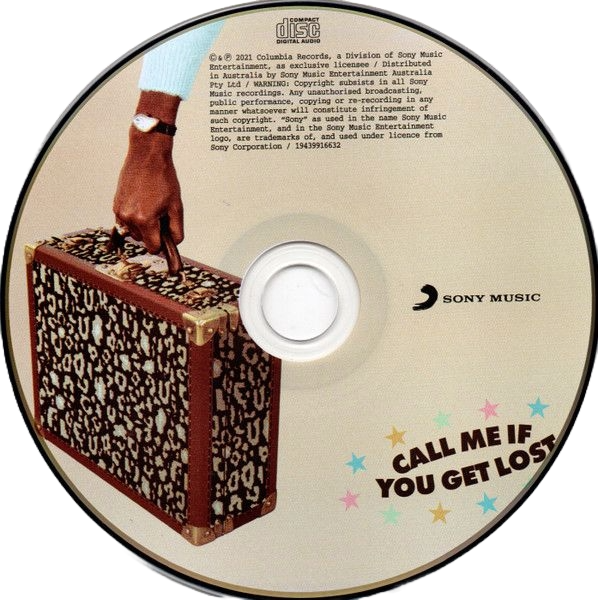 COMPACT
disc
DIGITAL AUDIO
©&℗ 2021 Columbia Records, a Division of Sony Music
Entertainment, as exclusive licensee / Distributed
in Australia by Sony Music Entertainment Australia
Pty Ltd / WARNING: Copyright subsists in all Sony
Music recordings. Any unauthorised broadcasting,
public performance, copying or re-recording in any
manner whatsoever will constitute infringement of
such copyright. "Sony" as used in the name Sony Music
Entertainment, and in the Sony Music Entertainment
logo, are trademarks of, and used under licence from
Sony Corporation / 19439916632
SONY MUSIC
CALL ME IF
YOU GET LOST